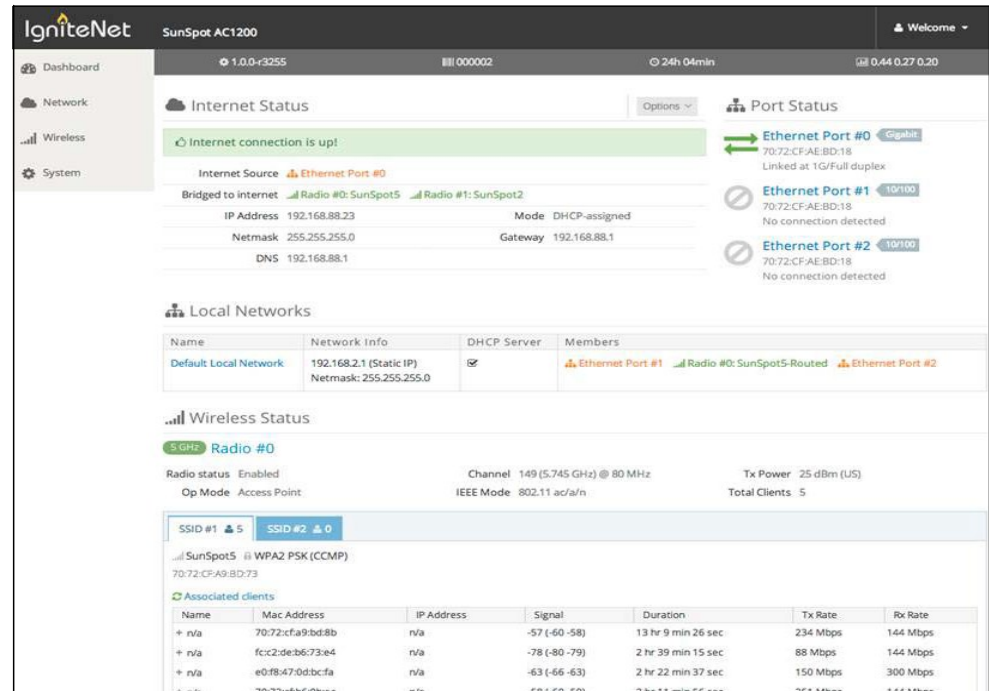 IgniteNet
SunSpot AC1200
Welcome
1.0.0-r3255
000002
24h 04min
0.44 0.27 0.20
Dashboard
Network
Wireless
System
Internet Status
Options
Internet connection is up!
Internet Source Ethernet Port #0
Bridged to internet Radio #0: SunSpot5 Radio #1: SunSpot2
IP Address 192.168.88.23 Mode DHCP-assigned
Netmask 255.255.255.0 Gateway 192.168.88.1
DNS 192.168.88.1
Port Status
Ethernet Port #0 Gigabit
70:72:CF:AE:BD:18
Linked at 1G/Full duplex
Ethernet Port #1 10/100
70:72:CF:AE:BD:18
No connection detected
Ethernet Port #2 10/100
70:72:CF:AE:BD:18
No connection detected
Local Networks
Name Network Info DHCP Server Members
Default Local Network 192.168.2.1 (Static IP) Ethernet Port #1 Radio #0: SunSpot5-Routed Ethernet Port #2
Netmask: 255.255.255.0
Wireless Status
5 GHz Radio #0
Radio status Enabled Channel 149 (5.745 GHz) @ 80 MHz Tx Power 25 dBm (US)
Op Mode Access Point IEEE Mode 802.11 ac/a/n Total Clients 5
SSID #1 5 SSID #2 0
SunSpot5 WPA2 PSK (CCMP)
70:72:CF:A9:BD:73
Associated clients
Name Mac Address IP Address Signal Duration Tx Rate Rx Rate
+ n/a 70:72:cf:a9:bd:8b n/a -57 (-60 -58) 13 hr 9 min 26 sec 234 Mbps 144 Mbps
+ n/a fc:c2:de:b6:73:e4 n/a -78 (-80 -79) 2 hr 39 min 15 sec 88 Mbps 144 Mbps
+ n/a e0:f8:47:0d:bc:fa n/a -63 (-66 -63) 2 hr 22 min 37 sec 150 Mbps 300 Mbps